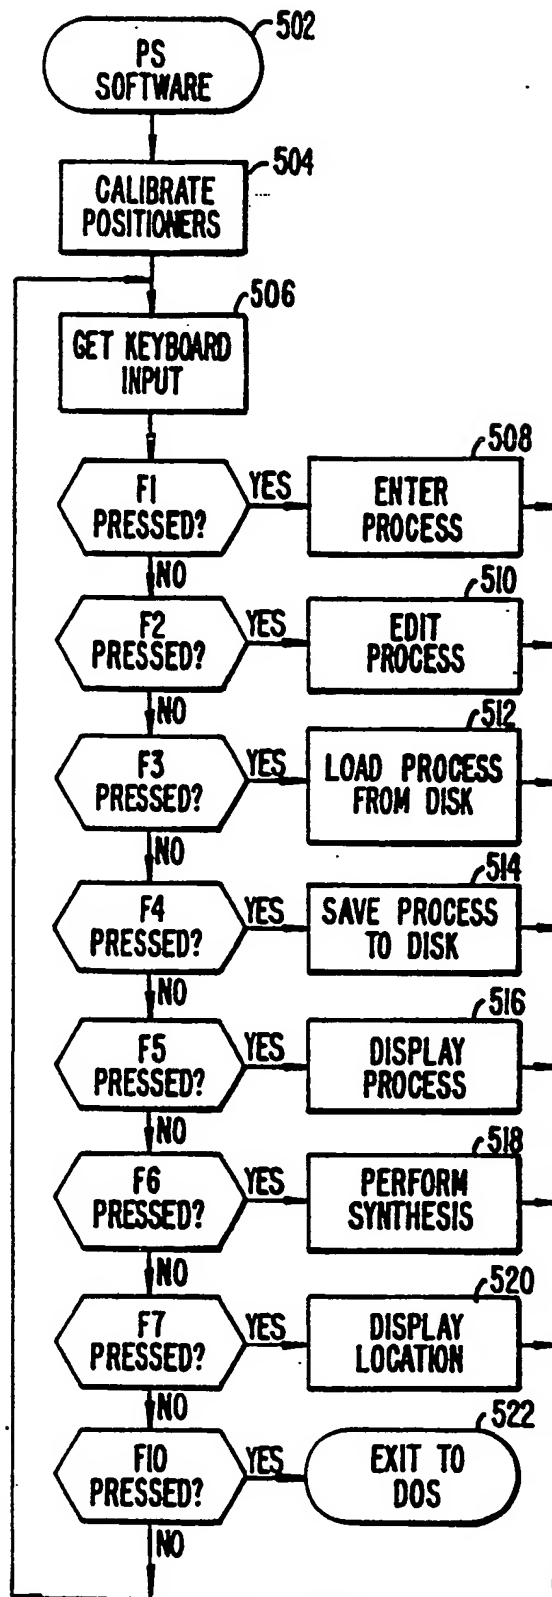 502
PS
SOFTWARE
504
CALIBRATE
POSITIONERS
506
GET KEYBOARD
INPUT
508
F1
PRESSED?
YES
ENTER
PROCESS
NO
510
F2
PRESSED?
YES
EDIT
PROCESS
NO
512
F3
PRESSED?
YES
LOAD PROCESS
FROM DISK
NO
514
F4
PRESSED?
YES
SAVE PROCESS
TO DISK
NO
516
F5
PRESSED?
YES
DISPLAY
PROCESS
NO
518
F6
PRESSED?
YES
PERFORM
SYNTHESIS
NO
520
F7
PRESSED?
YES
DISPLAY
LOCATION
NO
522
F10
PRESSED?
YES
EXIT TO
DOS
NO